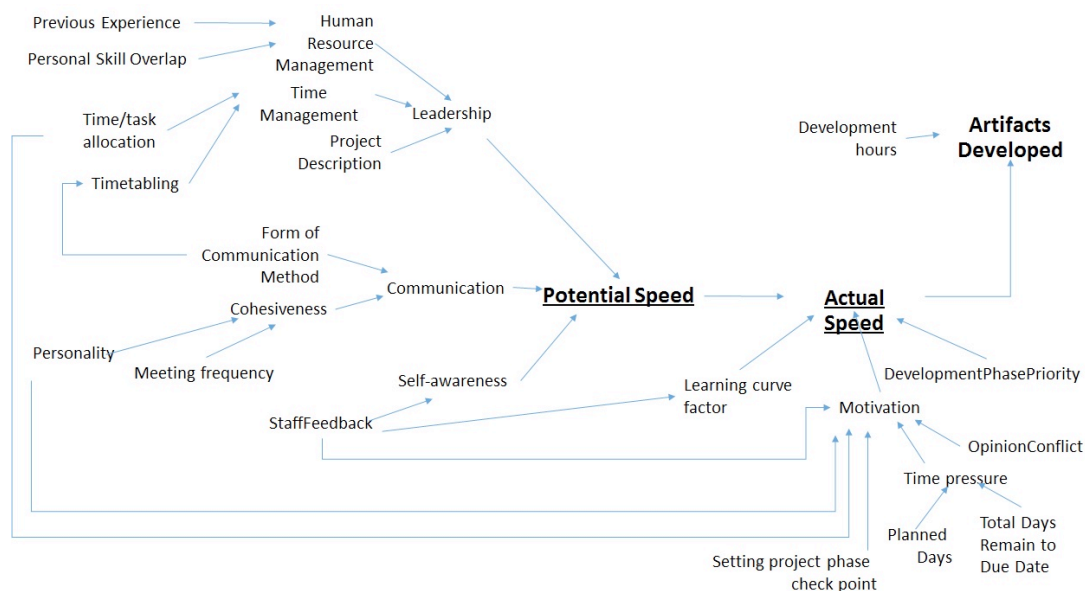 Previous Experience
Human
Resource
Management
Personal Skill Overlap
Time
Management
Time/task
allocation
Leadership
Project
Description
Timetabling
Development
hours
Artifacts
Developed
Form of
Communication
Method
Communication
Cohesiveness
Potential Speed
Actual
Speed
Personality
Meeting frequency
Self-awareness
StaffFeedback
Learning curve
factor
DevelopmentPhasePriority
Motivation
OpinionConflict
Time pressure
Planned
Days
Total Days
Remain to
Due Date
Setting project phase
check point